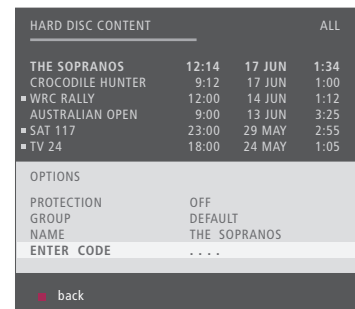 HARD DISC CONTENT ALL
THE SOPRANOS 12:14 17 JUN 1:34
CROCODILE HUNTER 9:12 17 JUN 1:00
WRC RALLY 12:00 14 JUN 1:12
AUSTRALIAN OPEN 9:00 13 JUN 3:25
SAT 117 23:00 29 MAY 2:55
TV 24 18:00 24 MAY 1:05
OPTIONS
PROTECTION OFF
GROUP DEFAULT
NAME THE SOPRANOS
ENTER CODE . . . .
back